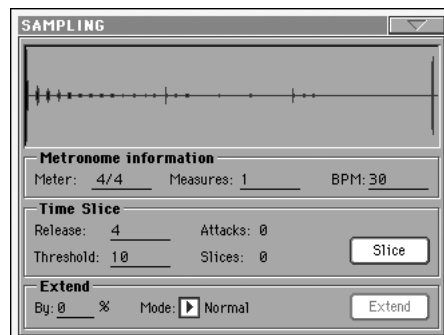 SAMPLING
Metronome information
Meter: 4/4 Measures: 1 BPM: 30
Time Slice
Release: 4 Attacks: 0
Threshold: 10 Slices: 0 Slice
Extend
By: 0 % Mode: Normal Extend